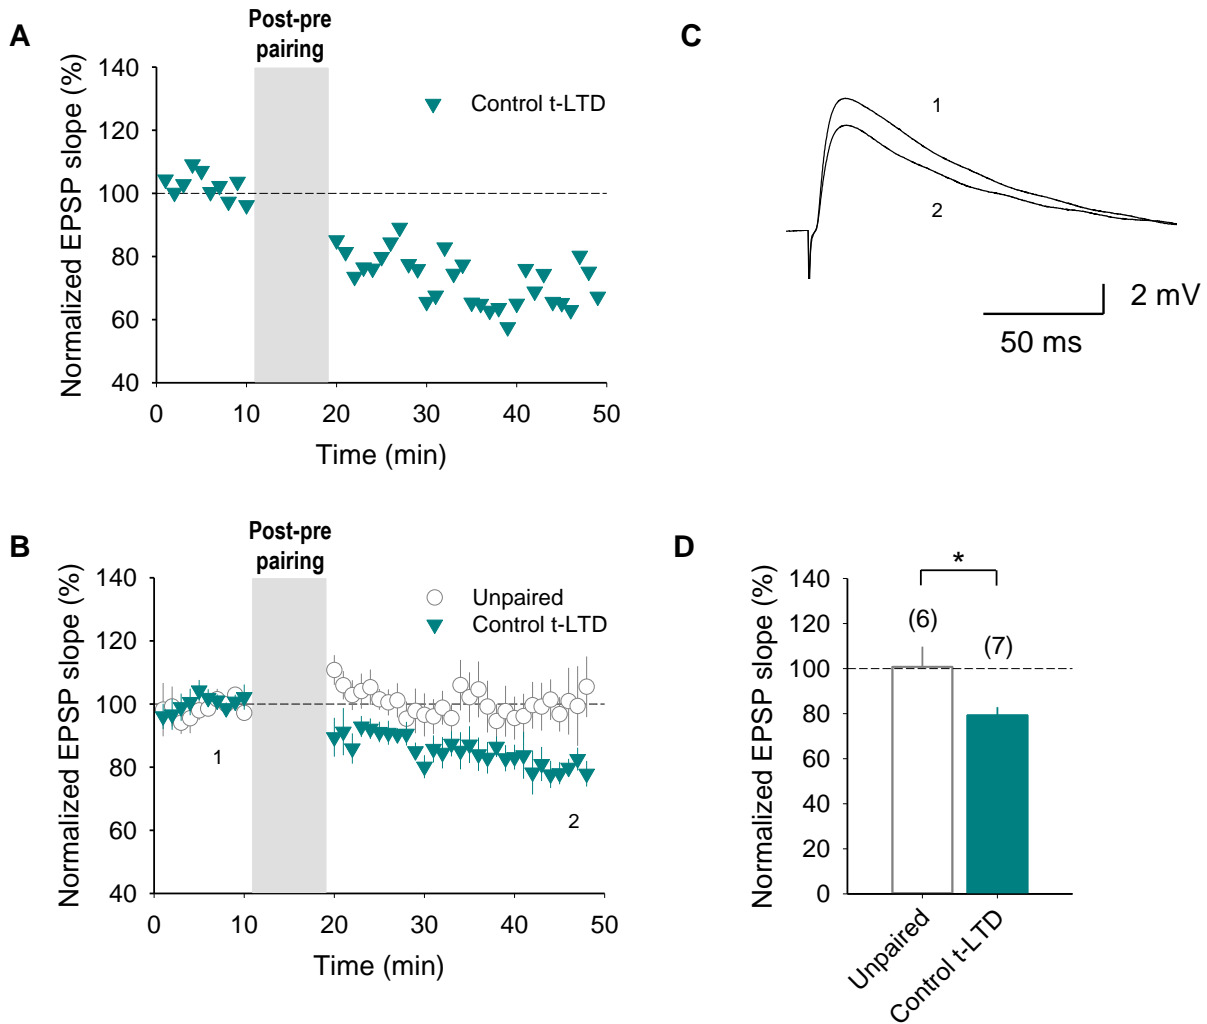 A
Post-pre
pairing
Normalized EPSP slope (%)
140
120
100
80
60
40
0
10
20
30
40
50
Time (min)
Control t-LTD
C
1
2
2 mV
50 ms
B
Post-pre
pairing
Normalized EPSP slope (%)
140
120
100
80
60
40
0
10
20
30
40
50
Time (min)
Unpaired
Control t-LTD
1
2
D
Normalized EPSP slope (%)
140
120
100
80
60
40
20
0
*
(6)
(7)
Unpaired
Control t-LTD